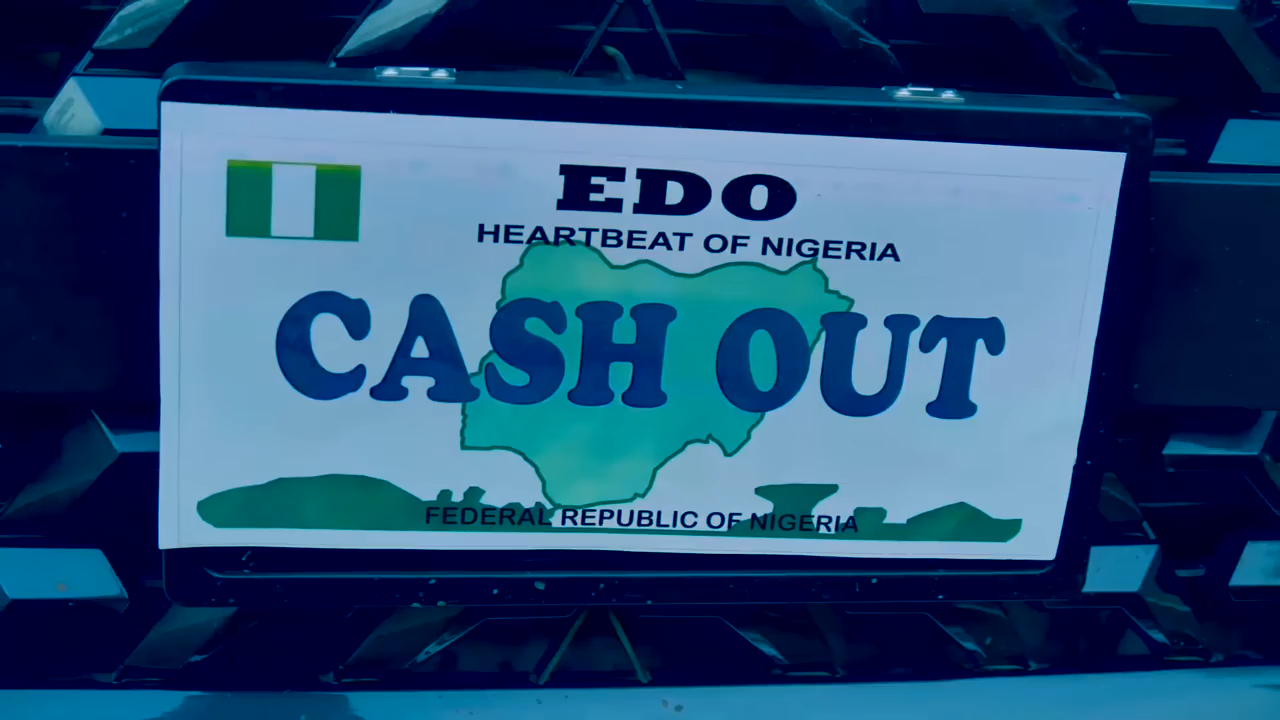 EDO
HEARTBEAT OF NIGERIA
CASH OUT
FEDERAL REPUBLIC OF NIGERIA